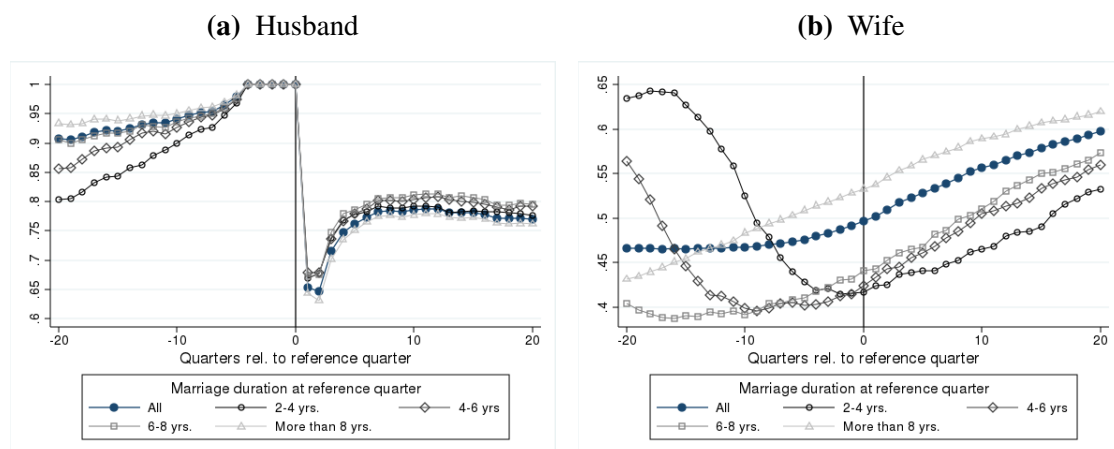 (a) Husband
1
.95
.9
.85
.8
.75
.7
.65
.6
-20 -10 0 10 20
Quarters rel. to reference quarter
Marriage duration at reference quarter
All 2-4 yrs. 4-6 yrs
6-8 yrs. More than 8 yrs.
(b) Wife
.65
.6
.55
.5
.45
.4
-20 -10 0 10 20
Quarters rel. to reference quarter
Marriage duration at reference quarter
All 2-4 yrs. 4-6 yrs
6-8 yrs. More than 8 yrs.